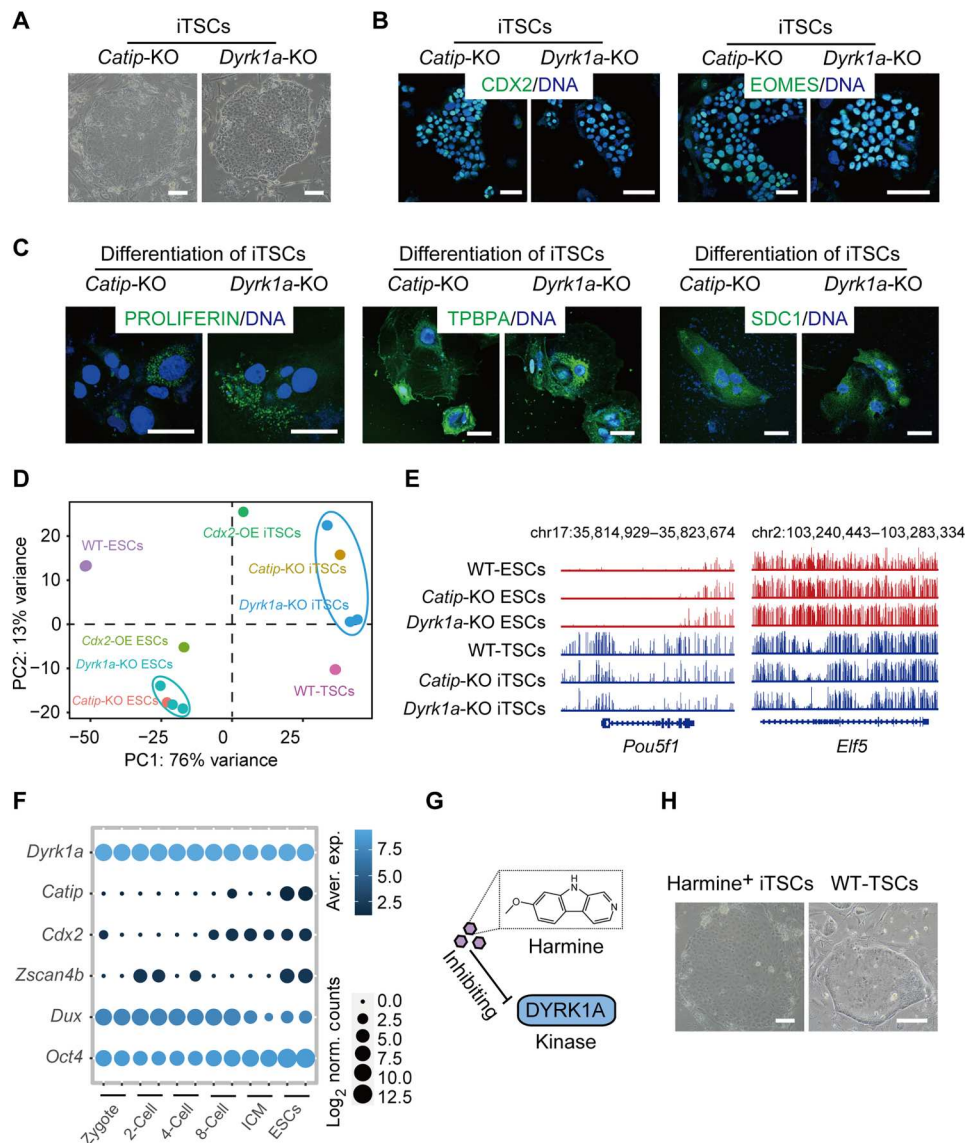 A
iTSCs
Catip-KO Dyrk1a-KO
B
iTSCs
Catip-KO Dyrk1a-KO
CDX2/DNA
iTSCs
Catip-KO Dyrk1a-KO
EOMES/DNA
C
Differentiation of iTSCs
Catip-KO Dyrk1a-KO
PROLIFERIN/DNA
Differentiation of iTSCs
Catip-KO Dyrk1a-KO
TPBPA/DNA
Differentiation of iTSCs
Catip-KO Dyrk1a-KO
SDC1/DNA
D
PC2: 13% variance
20
10
0
−10
−20
WT-ESCs
Cdx2-OE iTSCs
Catip-KO iTSCs
Dyrk1a-KO iTSCs
Cdx2-OE ESCs
Dyrk1a-KO ESCs
Catip-KO ESCs
WT-TSCs
−50 −25 0 25
PC1: 76% variance
E
chr17:35,814,929–35,823,674 chr2:103,240,443–103,283,334
WT-ESCs
Catip-KO ESCs
Dyrk1a-KO ESCs
WT-TSCs
Catip-KO iTSCs
Dyrk1a-KO iTSCs
Pou5f1 Elf5
F
Dyrk1a
Catip
Cdx2
Zscan4b
Dux
Oct4
Zygote
2-Cell
4-Cell
8-Cell
ICM
ESCs
Aver. exp.
7.5
5.0
2.5
Log2 norm. counts
0.0
2.5
5.0
7.5
10.0
12.5
G
H
N
N
O
Harmine
Inhibiting
DYRK1A
Kinase
H
Harmine+ iTSCs WT-TSCs